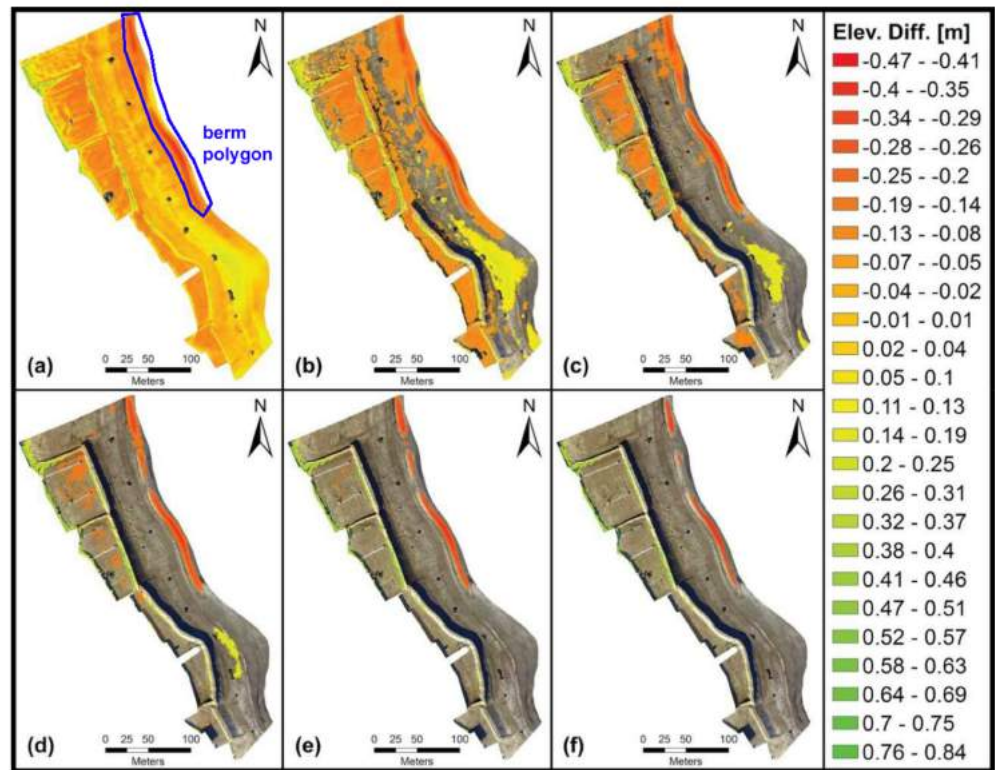 N
berm
polygon
0 25 50 100
Meters
(a)
N
0 25 50 100
Meters
(b)
N
0 25 50 100
Meters
(c)
N
0 25 50 100
Meters
(d)
N
0 25 50 100
Meters
(e)
N
0 25 50 100
Meters
(f)
Elev. Diff. [m]
-0.47 - -0.41
-0.4 - -0.35
-0.34 - -0.29
-0.28 - -0.26
-0.25 - -0.2
-0.19 - -0.14
-0.13 - -0.08
-0.07 - -0.05
-0.04 - -0.02
-0.01 - 0.01
0.02 - 0.04
0.05 - 0.1
0.11 - 0.13
0.14 - 0.19
0.2 - 0.25
0.26 - 0.31
0.32 - 0.37
0.38 - 0.4
0.41 - 0.46
0.47 - 0.51
0.52 - 0.57
0.58 - 0.63
0.64 - 0.69
0.7 - 0.75
0.76 - 0.84